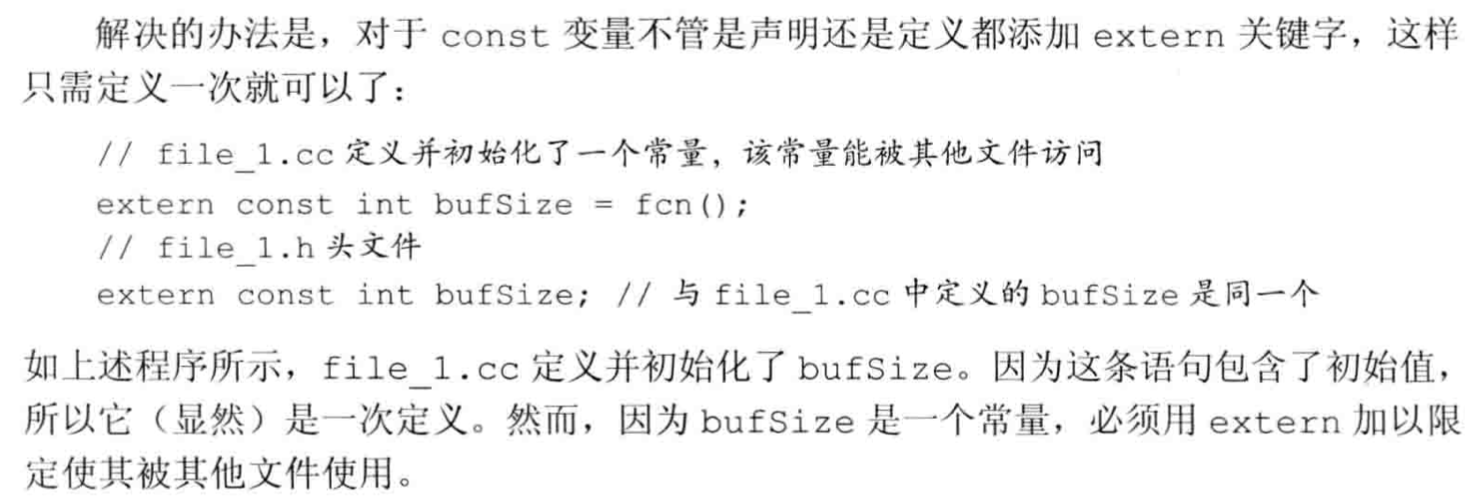 解决的办法是，对于 const 变量不管是声明还是定义都添加 extern 关键字，这样
只需定义一次就可以了：
// file_1.cc 定义并初始化了一个常量，该常量能被其他文件访问
extern const int bufSize = fcn();
// file_1.h 头文件
extern const int bufSize; // 与 file_1.cc 中定义的 bufSize 是同一个
如上述程序所示，file_1.cc 定义并初始化了 bufSize。因为这条语句包含了初始值，
所以它（显然）是一次定义。然而，因为 bufSize 是一个常量，必须用 extern 加以限
定使其被其他文件使用。